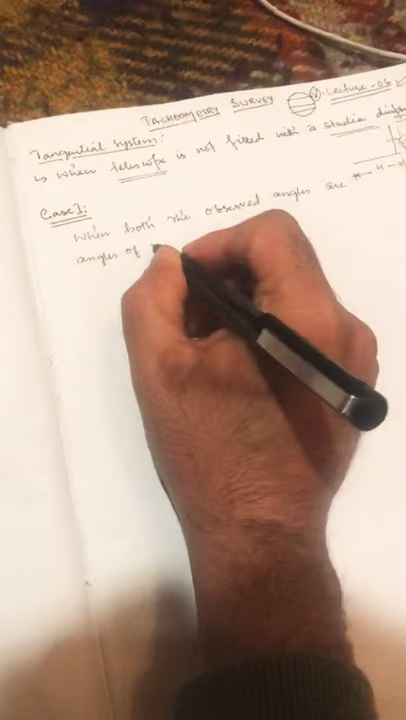 TACHEOMETRY SURVEY Lecture-06
Tangential System:
↳ when telescope is not fitted with a stadia
Case I:
when both the observed angles are
angles of